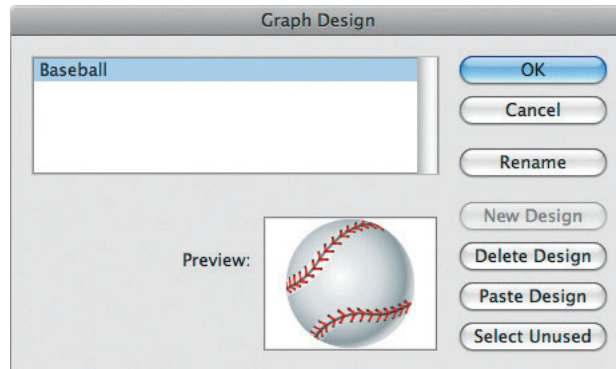 Graph Design
Baseball
OK
Cancel
Rename
New Design
Preview:
Delete Design
Paste Design
Select Unused